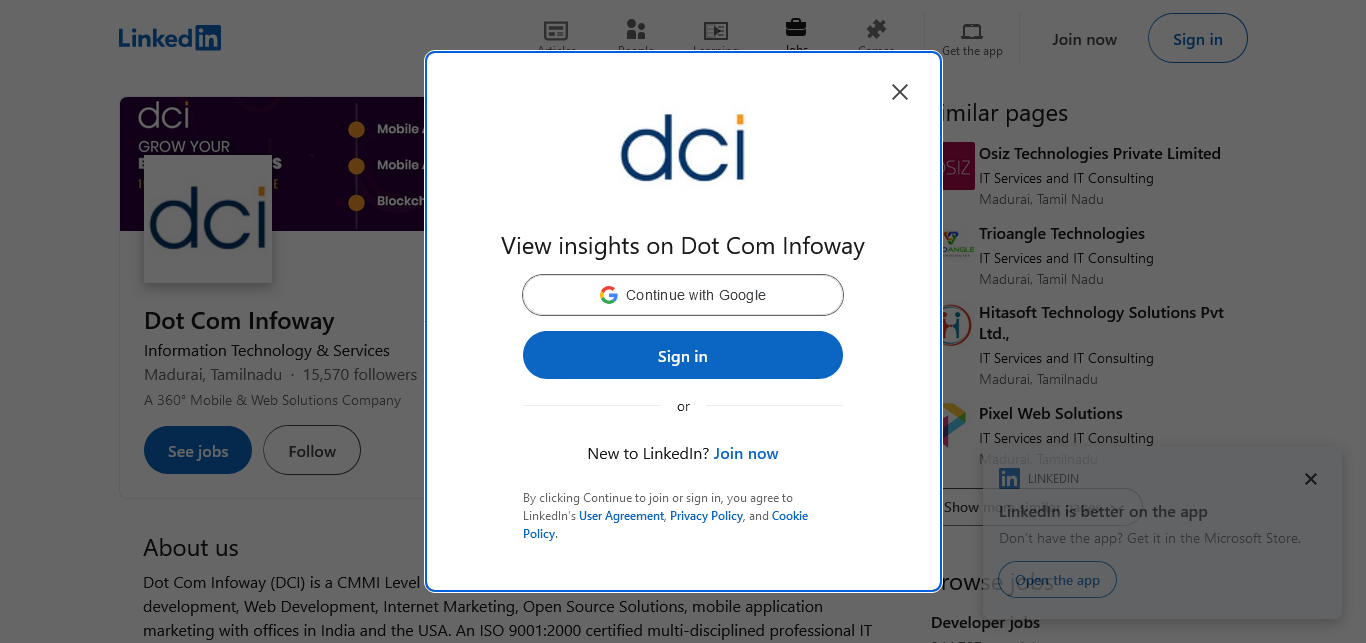 LinkedIn
Articles
People
Learning
Jobs
Games
Get the app
Join now
Sign in
dci
GROW YOUR
Mobile A
Mobile A
Blockch
dci
Dot Com Infoway
Information Technology & Services
Madurai, Tamilnadu · 15,570 followers
A 360° Mobile & Web Solutions Company
See jobs
Follow
About us
Dot Com Infoway (DCI) is a CMMI Level
development, Web Development, Internet Marketing, Open Source Solutions, mobile application
marketing with offices in India and the USA. An ISO 9001:2000 certified multi-disciplined professional IT
dci
View insights on Dot Com Infoway
Continue with Google
Sign in
or
New to LinkedIn? Join now
By clicking Continue to join or sign in, you agree to
LinkedIn's User Agreement, Privacy Policy, and Cookie
Policy.
imilar pages
OSIZ
Osiz Technologies Private Limited
IT Services and IT Consulting
Madurai, Tamil Nadu
Trioangle Technologies
IT Services and IT Consulting
Madurai, Tamil Nadu
Hitasoft Technology Solutions Pvt
Ltd.,
IT Services and IT Consulting
Madurai, Tamilnadu
Pixel Web Solutions
IT Services and IT Consulting
Madurai, Tamilnadu
Show
in LINKEDIN
LinkedIn is better on the app
Don't have the app? Get it in the Microsoft Store.
Open the app
rowse jobs
Developer jobs